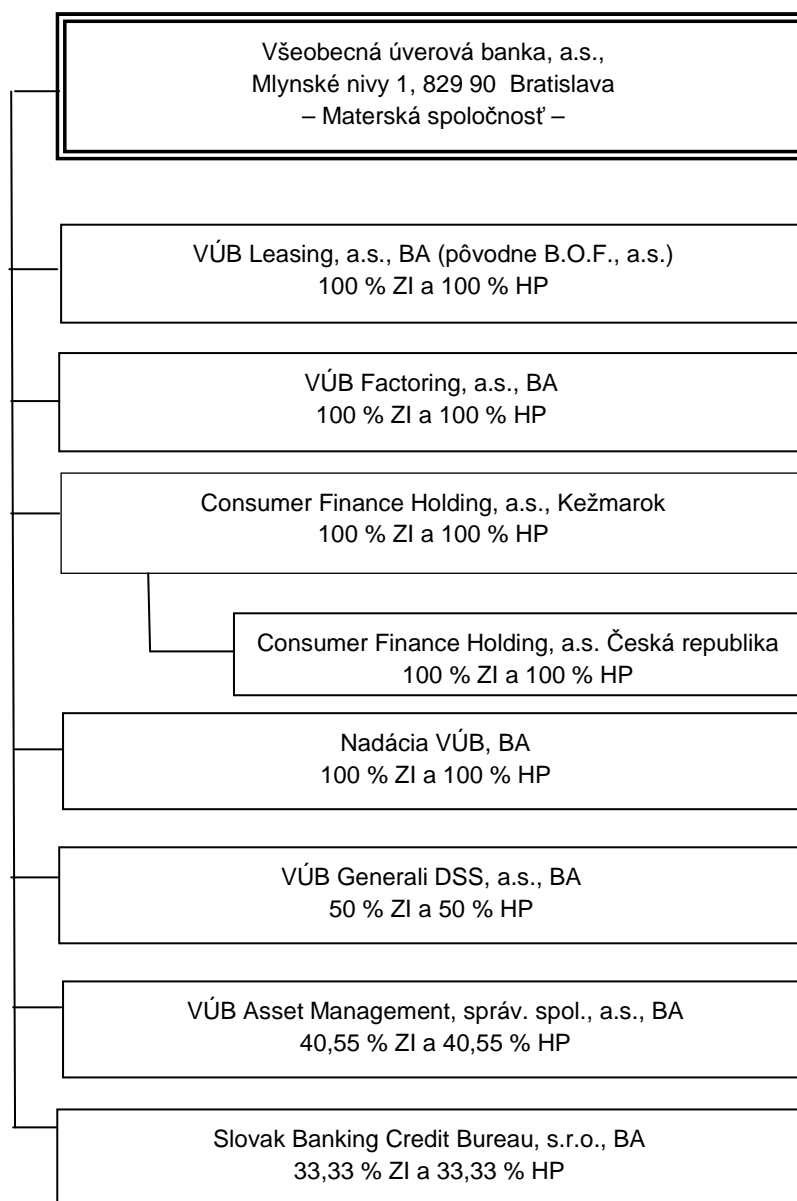 Všeobecná úverová banka, a.s.,
Mlynské nivy 1, 829 90 Bratislava
– Materská spoločnosť –
VÚB Leasing, a.s., BA (pôvodne B.O.F., a.s.)
100 % ZI a 100 % HP
VÚB Factoring, a.s., BA
100 % ZI a 100 % HP
Consumer Finance Holding, a.s., Kežmarok
100 % ZI a 100 % HP
Consumer Finance Holding, a.s. Česká republika
100 % ZI a 100 % HP
Nadácia VÚB, BA
100 % ZI a 100 % HP
VÚB Generali DSS, a.s., BA
50 % ZI a 50 % HP
VÚB Asset Management, správ. spol., a.s., BA
40,55 % ZI a 40,55 % HP
Slovak Banking Credit Bureau, s.r.o., BA
33,33 % ZI a 33,33 % HP